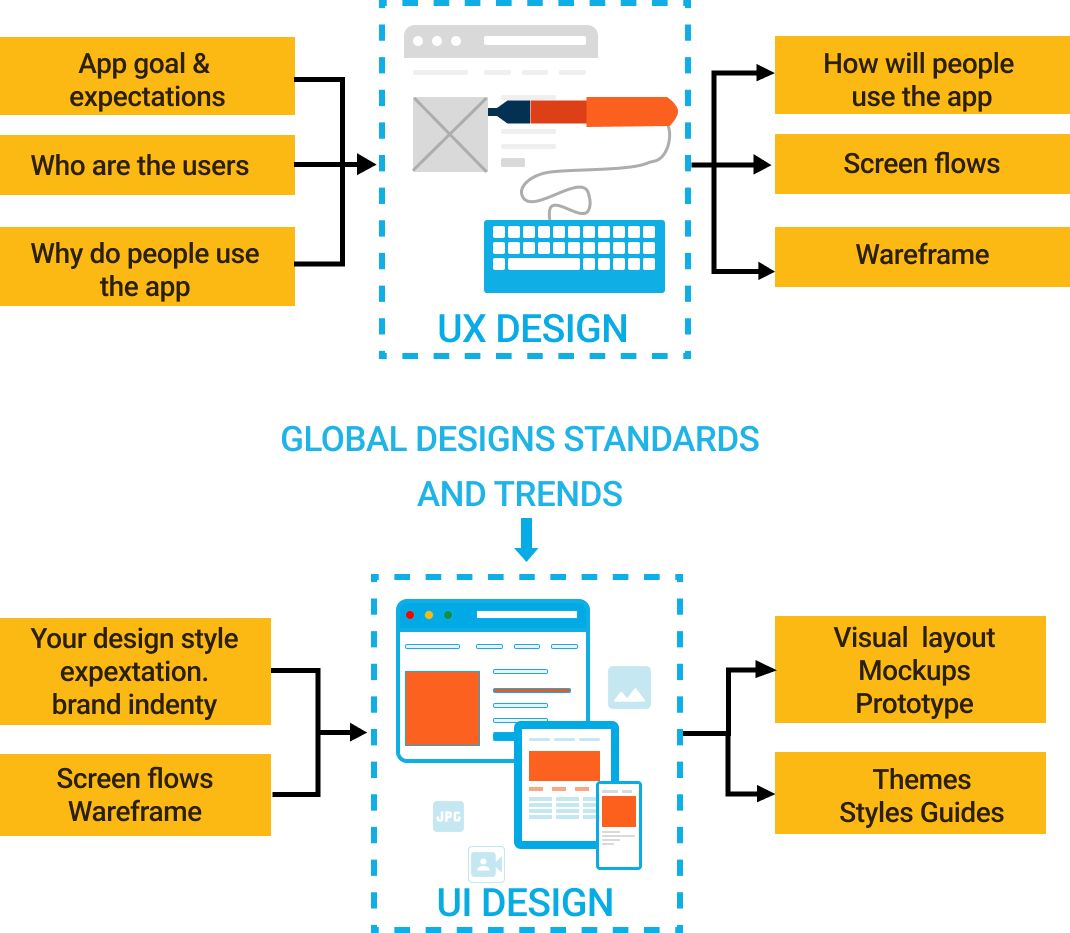 App goal &
expectations
Who are the users
Why do people use
the app
UX DESIGN
How will people
use the app
Screen flows
Wareframe
GLOBAL DESIGNS STANDARDS
AND TRENDS
Your design style
expextation.
brand indenty
Screen flows
Wareframe
JPG
UI DESIGN
Visual layout
Mockups
Prototype
Themes
Styles Guides